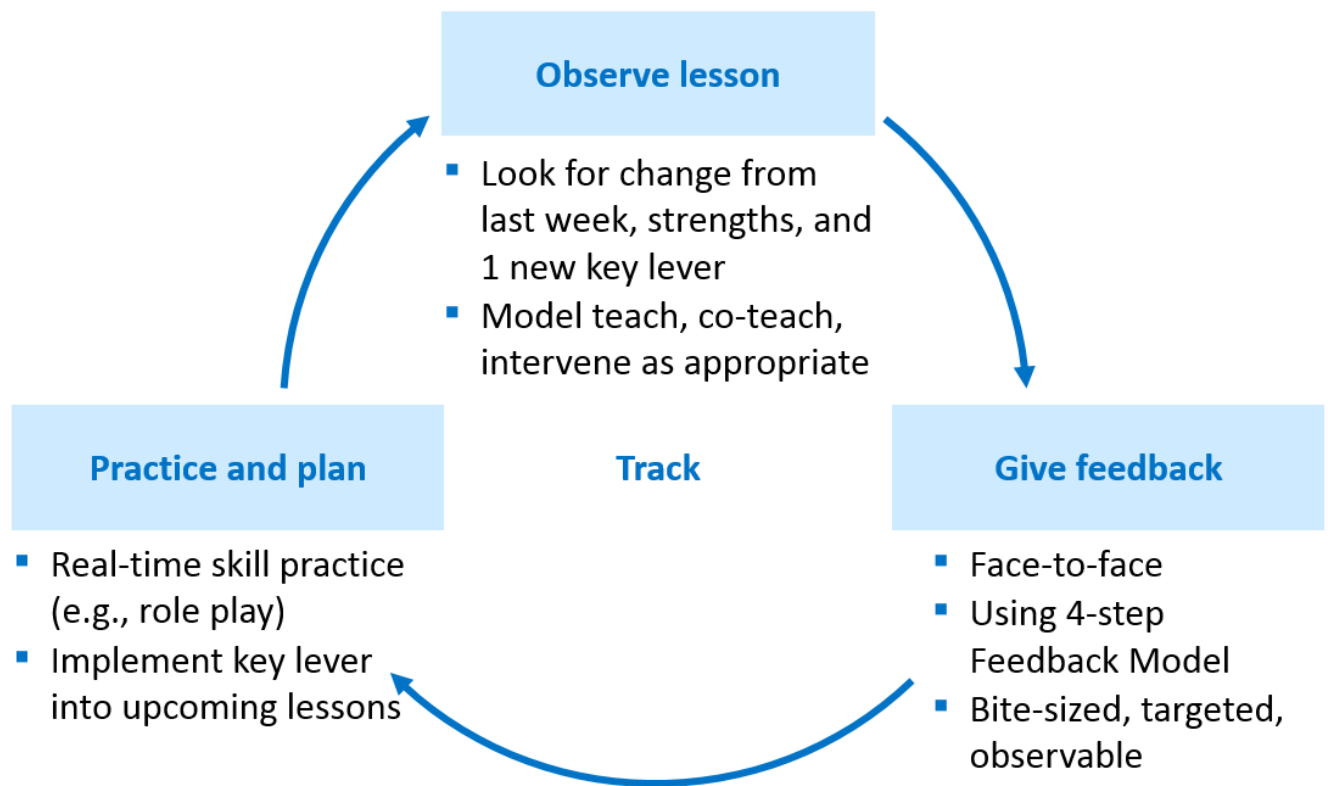 Observe lesson
▪ Look for change from
last week, strengths, and
1 new key lever
▪ Model teach, co-teach,
intervene as appropriate
Practice and plan
▪ Real-time skill practice
(e.g., role play)
▪ Implement key lever
into upcoming lessons
Track
Give feedback
▪ Face-to-face
▪ Using 4-step
Feedback Model
▪ Bite-sized, targeted,
observable